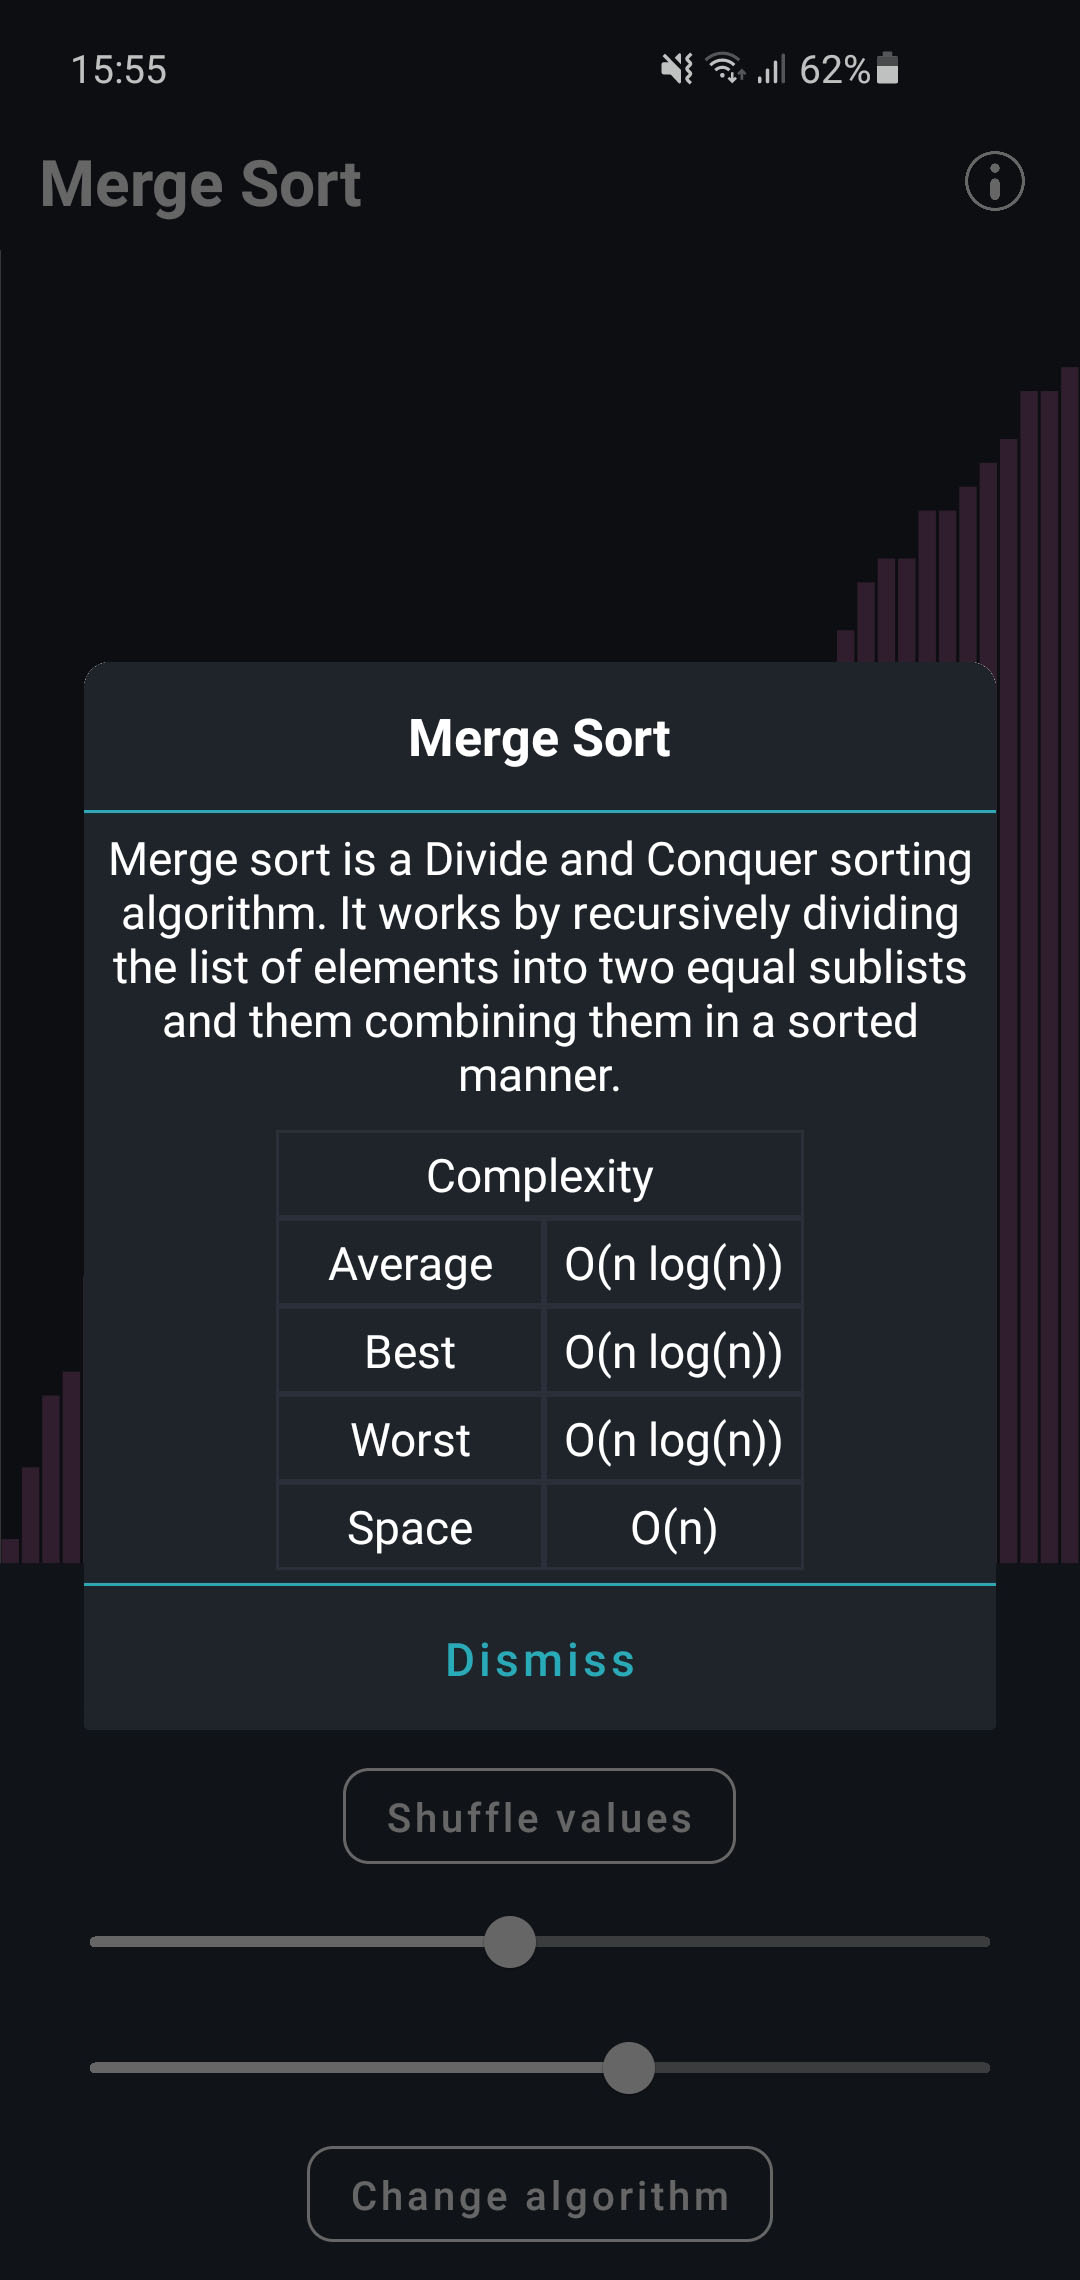 15:55
62%
Merge Sort
Merge Sort
Merge sort is a Divide and Conquer sorting
algorithm. It works by recursively dividing
the list of elements into two equal sublists
and them combining them in a sorted
manner.
Complexity
Average O(n log(n))
Best O(n log(n))
Worst O(n log(n))
Space O(n)
Dismiss
Shuffle values
Change algorithm